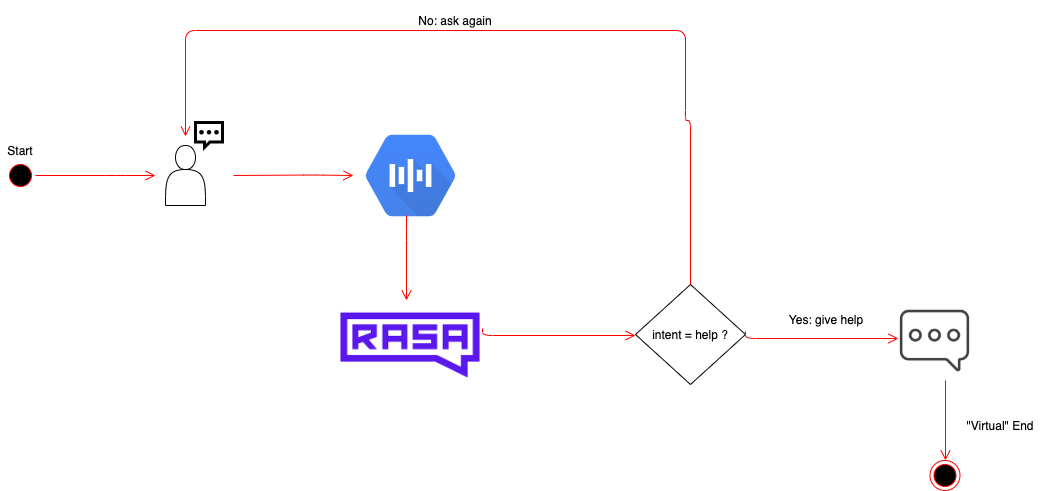 No: ask again
Start
RASA
intent = help ?
Yes: give help
"Virtual" End